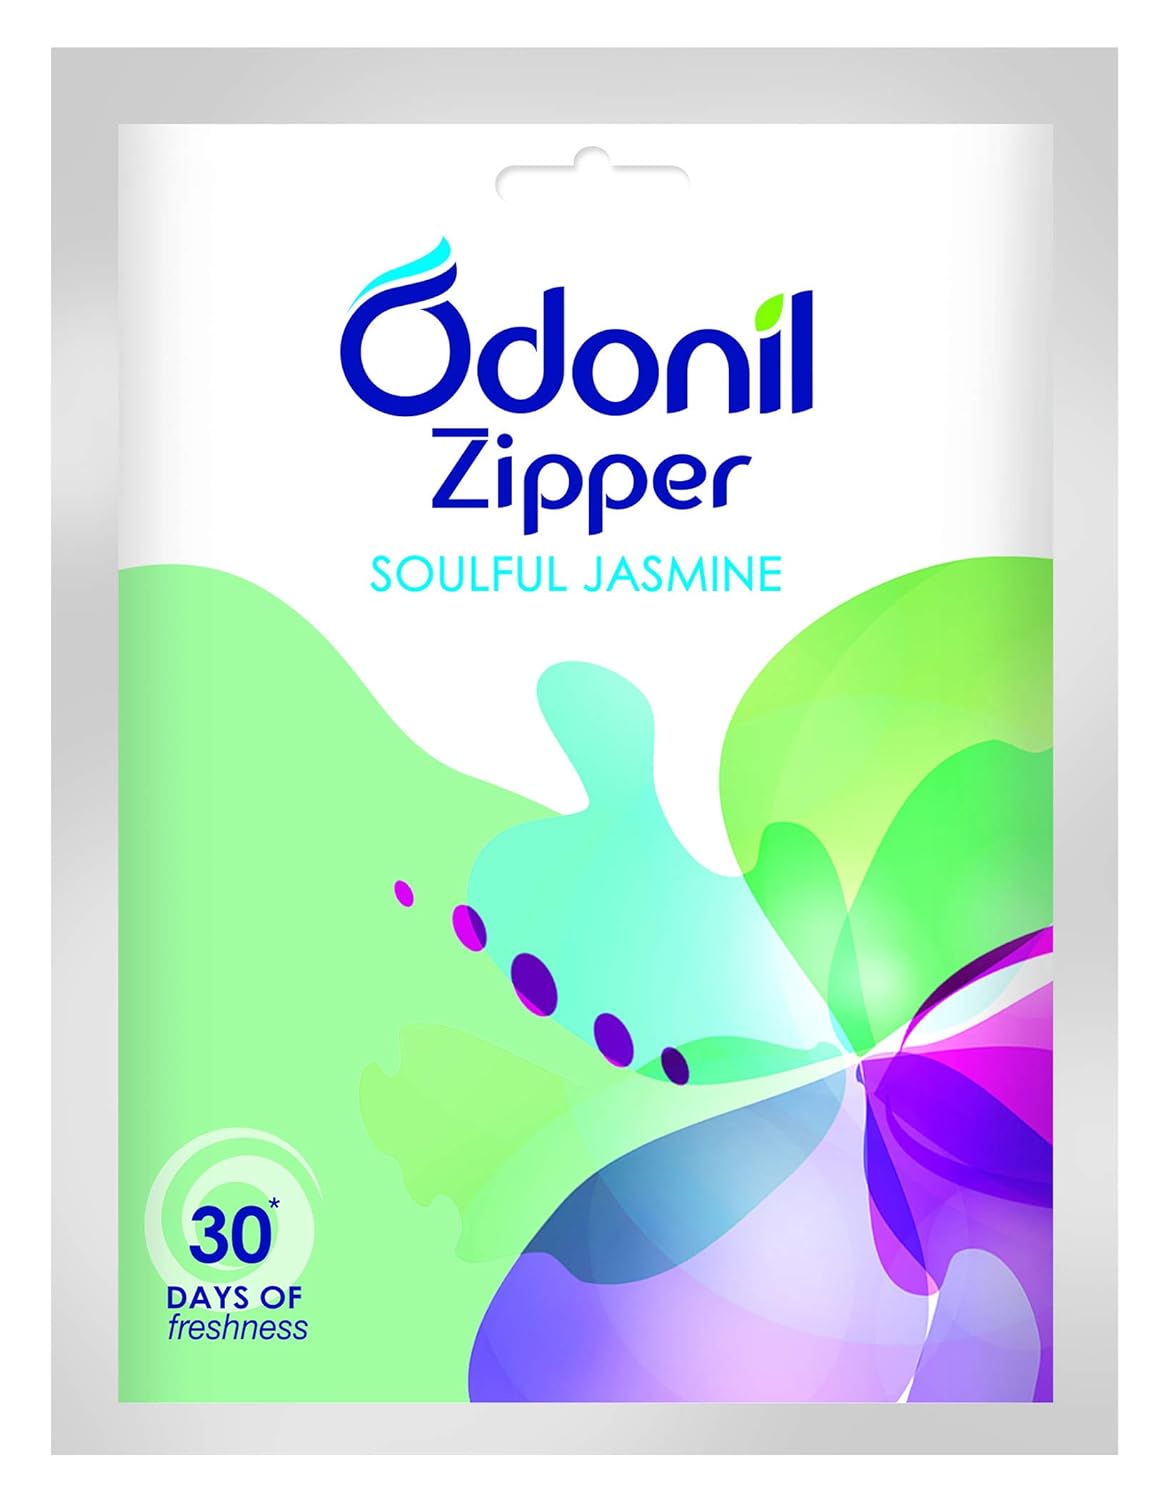 Odonil
Zipper
SOULFUL JASMINE
30*
DAYS OF
freshness